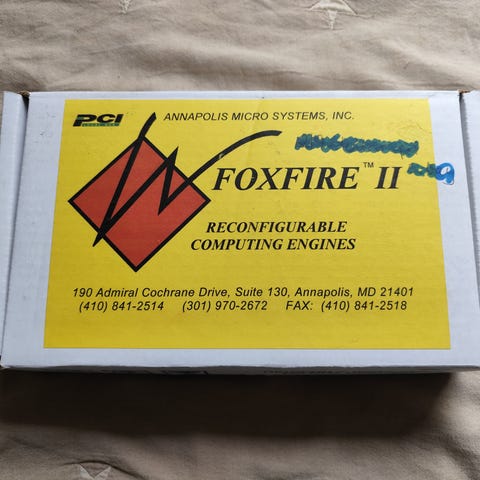 PCI
ANNAPOLIS MICRO SYSTEMS, INC.
FOXFIRE™ II
RECONFIGURABLE
COMPUTING ENGINES
190 Admiral Cochrane Drive, Suite 130, Annapolis, MD 21401
(410) 841-2514 (301) 970-2672 FAX: (410) 841-2518